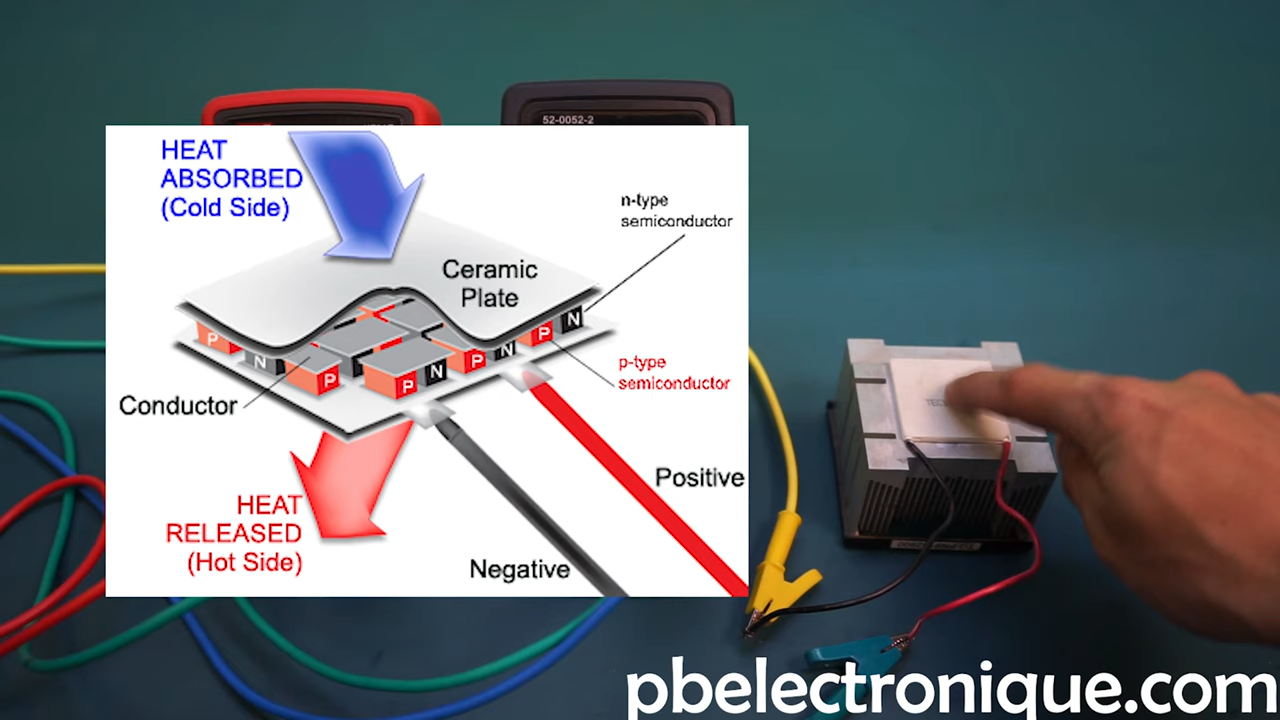 52-0052-2
HEAT
ABSORBED
(Cold Side)
n-type
semiconductor
Ceramic
Plate
P
N
P
P
N
P
N
P
N
p-type
semiconductor
Conductor
Positive
HEAT
RELEASED
(Hot Side)
Negative
pbelectronique.com